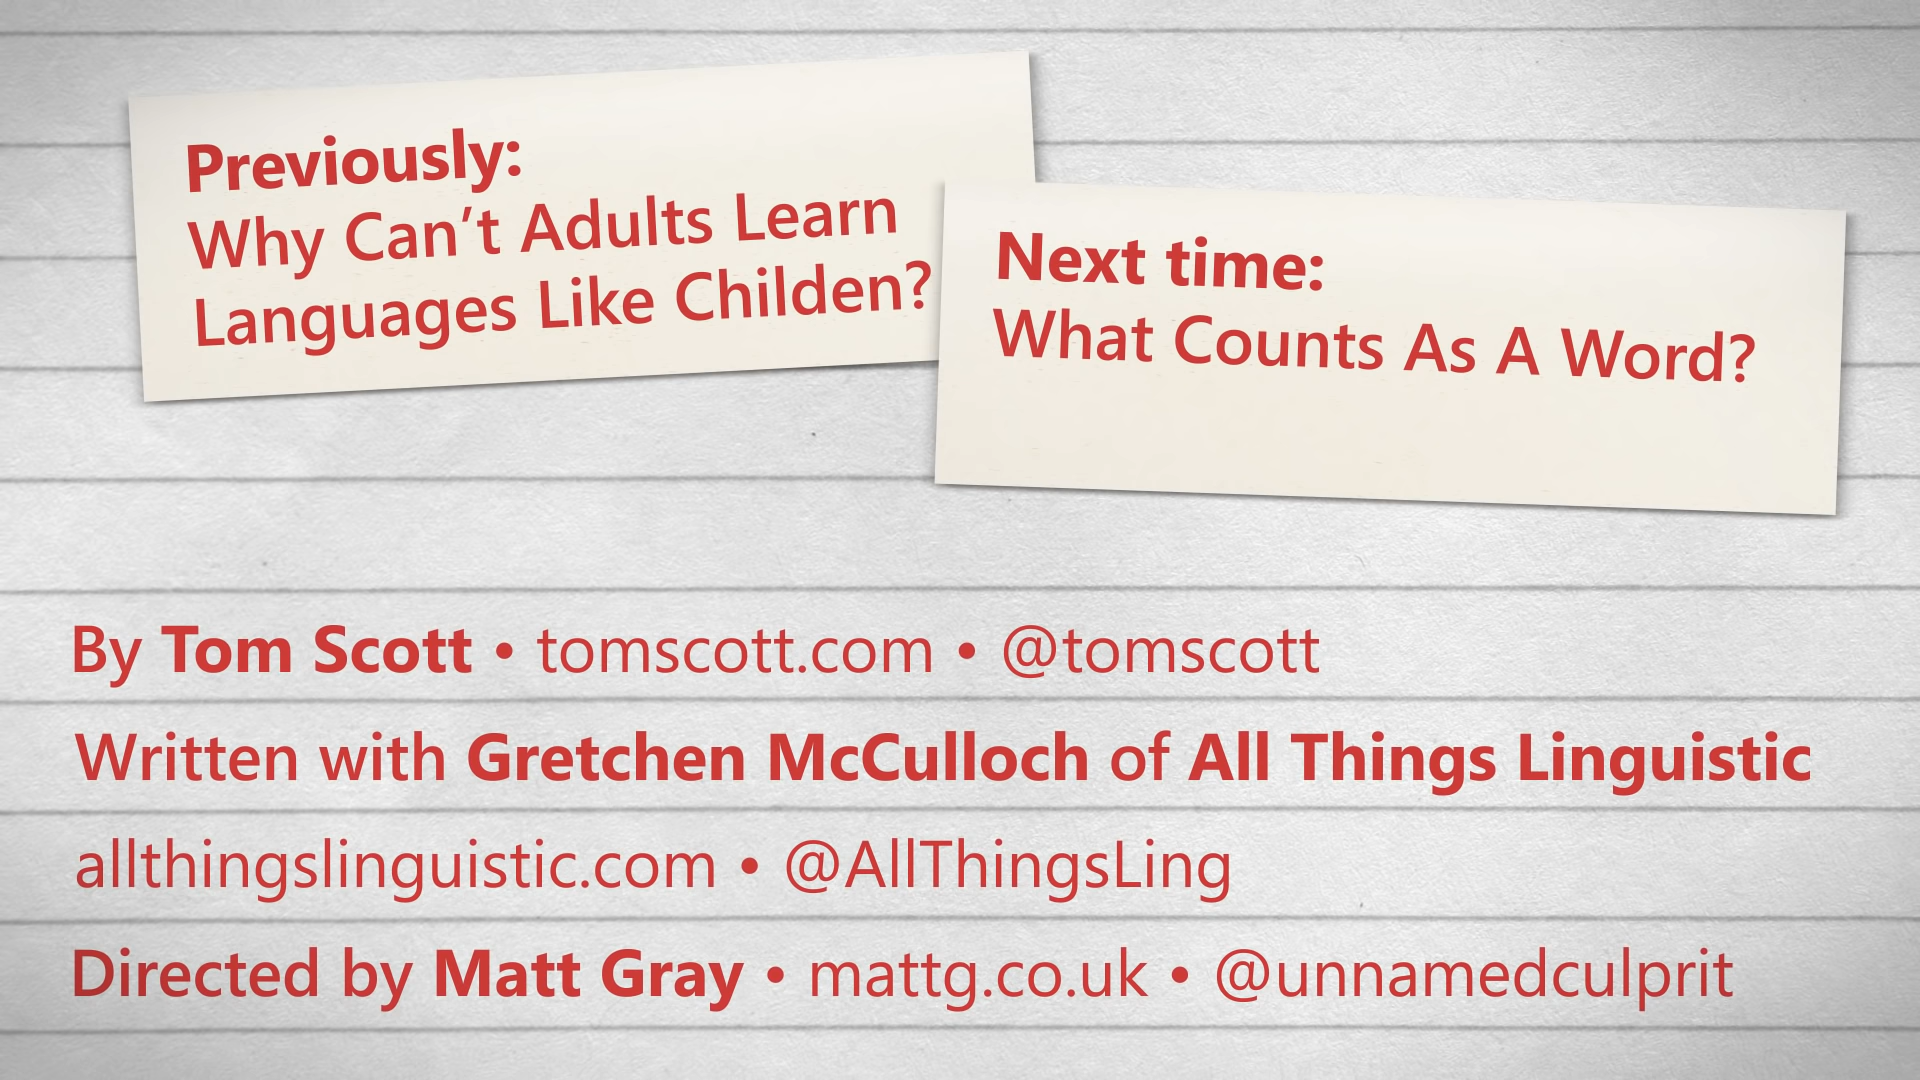 Previously:
Why Can’t Adults Learn
Languages Like Childen?
Next time:
What Counts As A Word?
By Tom Scott • tomscott.com • @tomscott
Written with Gretchen McCulloch of All Things Linguistic
allthingslinguistic.com • @AllThingsLing
Directed by Matt Gray • mattg.co.uk • @unnamedculprit